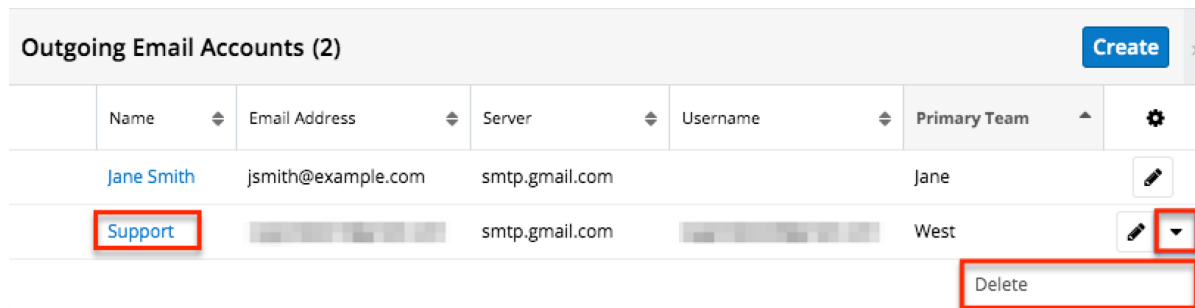 Outgoing Email Accounts (2) Create
Name Email Address Server Username Primary Team
Jane Smith jsmith@example.com smtp.gmail.com Jane
Support smtp.gmail.com West
Delete